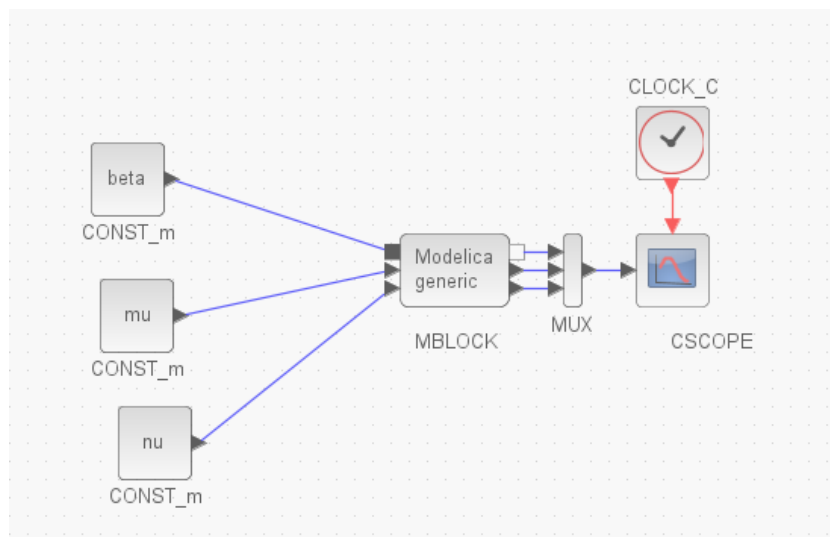 CLOCK_C
beta
CONST_m
Modelica
generic
mu
MUX
MBLOCK
CSCOPE
CONST_m
nu
CONST_m